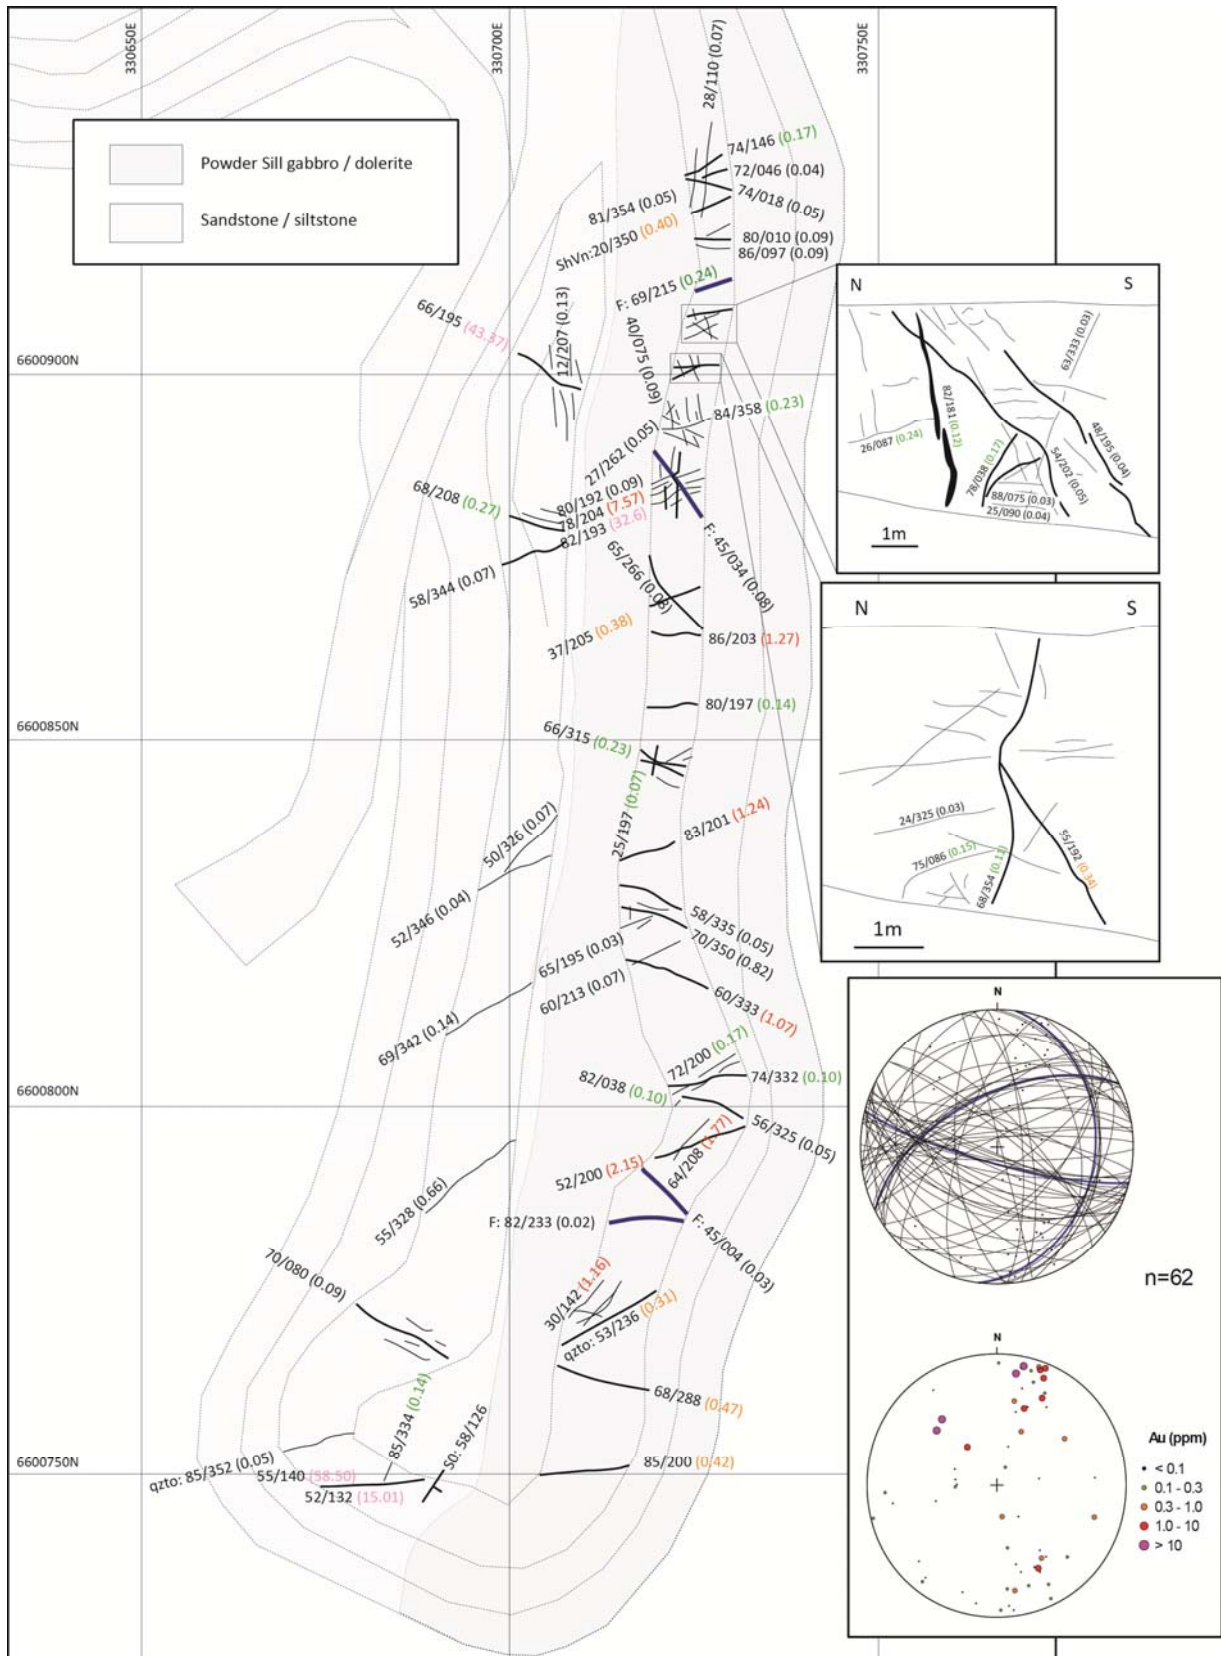 330650E
330700E
330750E
28/110 (0.07)
74/146 (0.17)
72/046 (0.04)
74/018 (0.05)
81/354 (0.05)
ShVn:20/350 (0.40)
80/010 (0.09)
86/097 (0.09)
F: 69/215 (0.24)
Powder Sill gabbro / dolerite
Sandstone / siltstone
66/195 (43.37)
12/207 (0.13)
40/075 (0.09)
6600900N
84/358 (0.23)
27/262 (0.05)
68/208 (0.27)
80/192 (0.09)
78/204 (7.57)
82/193 (32.6)
65/266 (0.08)
F: 45/034 (0.08)
58/344 (0.07)
37/205 (0.38)
86/203 (1.27)
80/197 (0.14)
6600850N
66/315 (0.23)
25/197 (0.07)
83/201 (1.24)
50/326 (0.07)
52/346 (0.04)
58/335 (0.05)
70/350 (0.82)
65/195 (0.03)
60/213 (0.07)
60/333 (1.07)
69/342 (0.14)
72/200 (0.17)
82/038 (0.10)
74/332 (0.10)
6600800N
56/325 (0.05)
64/208 (1.77)
52/200 (2.15)
55/328 (0.66)
F: 82/233 (0.02)
F: 45/004 (0.03)
70/080 (0.09)
30/142 (1.16)
qzto: 53/236 (0.31)
68/288 (0.47)
85/334 (0.14)
S0: 58/126
85/200 (0.42)
6600750N
qzto: 85/352 (0.05)
55/140 (58.50)
52/132 (15.01)
N
S
63/333 (0.03)
82/181 (0.12)
26/087 (0.24)
78/038 (0.17)
48/195 (0.04)
54/202 (0.05)
88/075 (0.03)
25/090 (0.04)
1m
N
S
24/325 (0.03)
75/086 (0.15)
68/354 (0.11)
55/192 (0.34)
1m
N
n=62
N
Au (ppm)
< 0.1
0.1 - 0.3
0.3 - 1.0
1.0 - 10
> 10